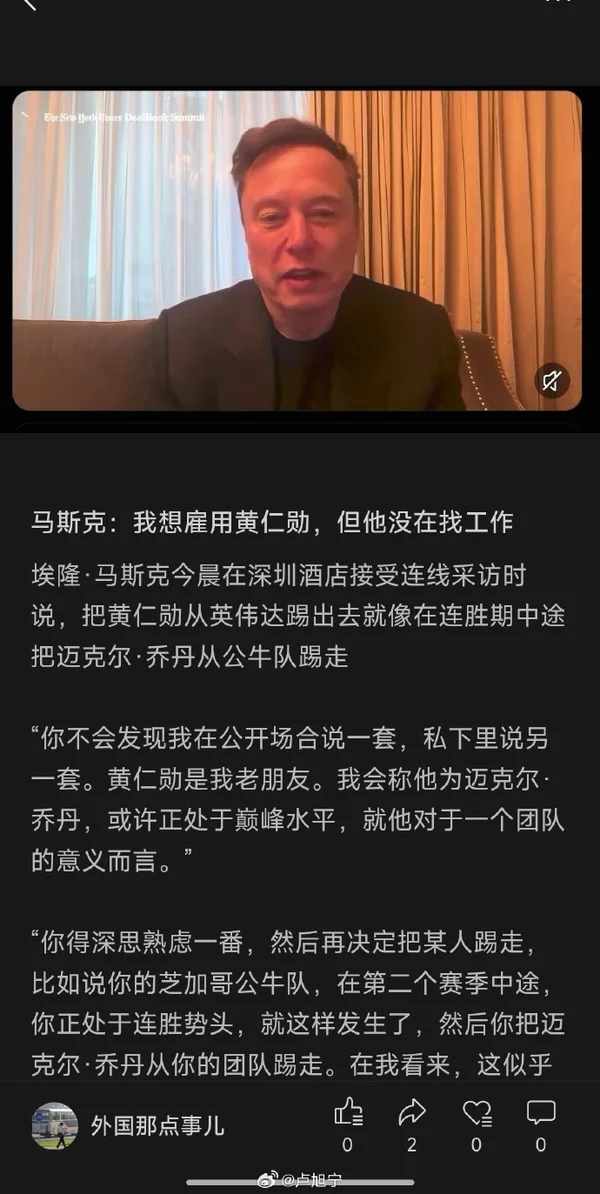 The New York Times DealBook Summit
马斯克：我想雇用黄仁勋，但他没在找工作
埃隆·马斯克今晨在深圳酒店接受连线采访时
说，把黄仁勋从英伟达踢出去就像在连胜期中途
把迈克尔·乔丹从公牛队踢走
“你不会发现我在公开场合说一套，私下里说另
一套。黄仁勋是我老朋友。我会称他为迈克尔·
乔丹，或许正处于巅峰水平，就他对于一个团队
的意义而言。”
“你得深思熟虑一番，然后再决定把某人踢走，
比如说你的芝加哥公牛队，在第二个赛季中途，
你正处于连胜势头，就这样发生了，然后你把迈
克尔·乔丹从你的团队踢走。在我看来，这似乎
外国那点事儿
0 2 0 0
@卢旭宁